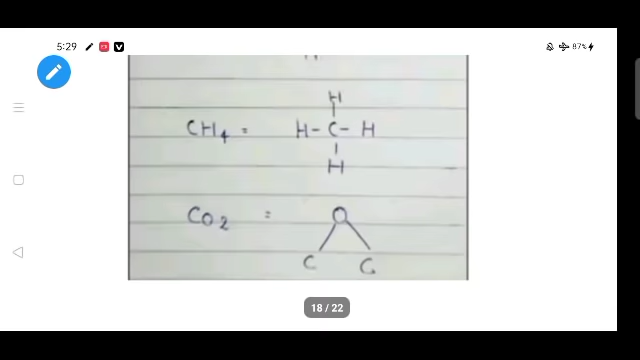 5:29 87%
H
CH4 = H-C-H
H
CO2 = O
C C
18 / 22